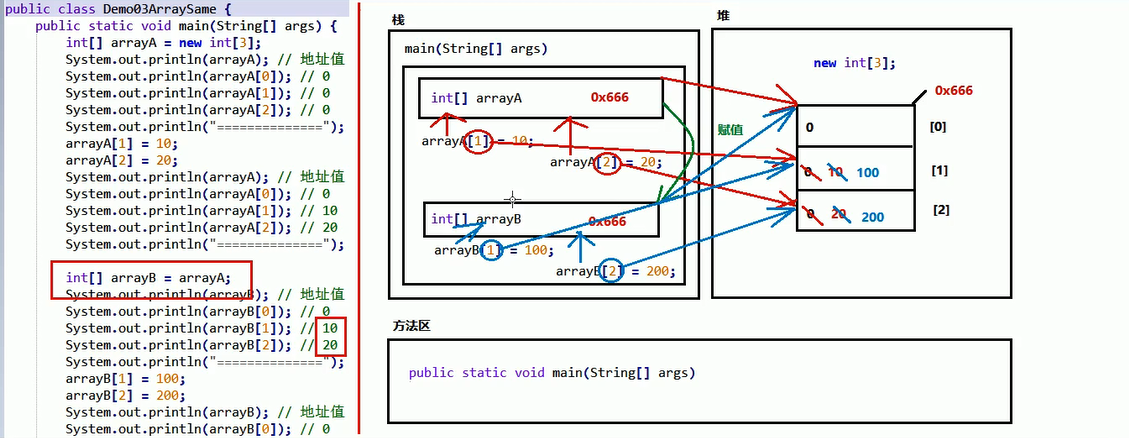 public class Demo03ArraySame {
public static void main(String[] args) {
int[] arrayA = new int[3];
System.out.println(arrayA); // 地址值
System.out.println(arrayA[0]); // 0
System.out.println(arrayA[1]); // 0
System.out.println(arrayA[2]); // 0
System.out.println("==============");
arrayA[1] = 10;
arrayA[2] = 20;
System.out.println(arrayA); // 地址值
System.out.println(arrayA[0]); // 0
System.out.println(arrayA[1]); // 10
System.out.println(arrayA[2]); // 20
System.out.println("==============");
int[] arrayB = arrayA;
System.out.println(arrayB); // 地址值
System.out.println(arrayB[0]); // 0
System.out.println(arrayB[1]); // 10
System.out.println(arrayB[2]); // 20
System.out.println("==============");
arrayB[1] = 100;
arrayB[2] = 200;
System.out.println(arrayB); // 地址值
System.out.println(arrayB[0]); // 0
栈
main(String[] args)
int[] arrayA 0x666
arrayA[1] = 10;
arrayA[2] = 20;
int[] arrayB 0x666
arrayB[1] = 100;
arrayB[2] = 200;
赋值
堆
new int[3];
0x666
0 [0]
0 10 100 [1]
0 20 200 [2]
方法区
public static void main(String[] args)